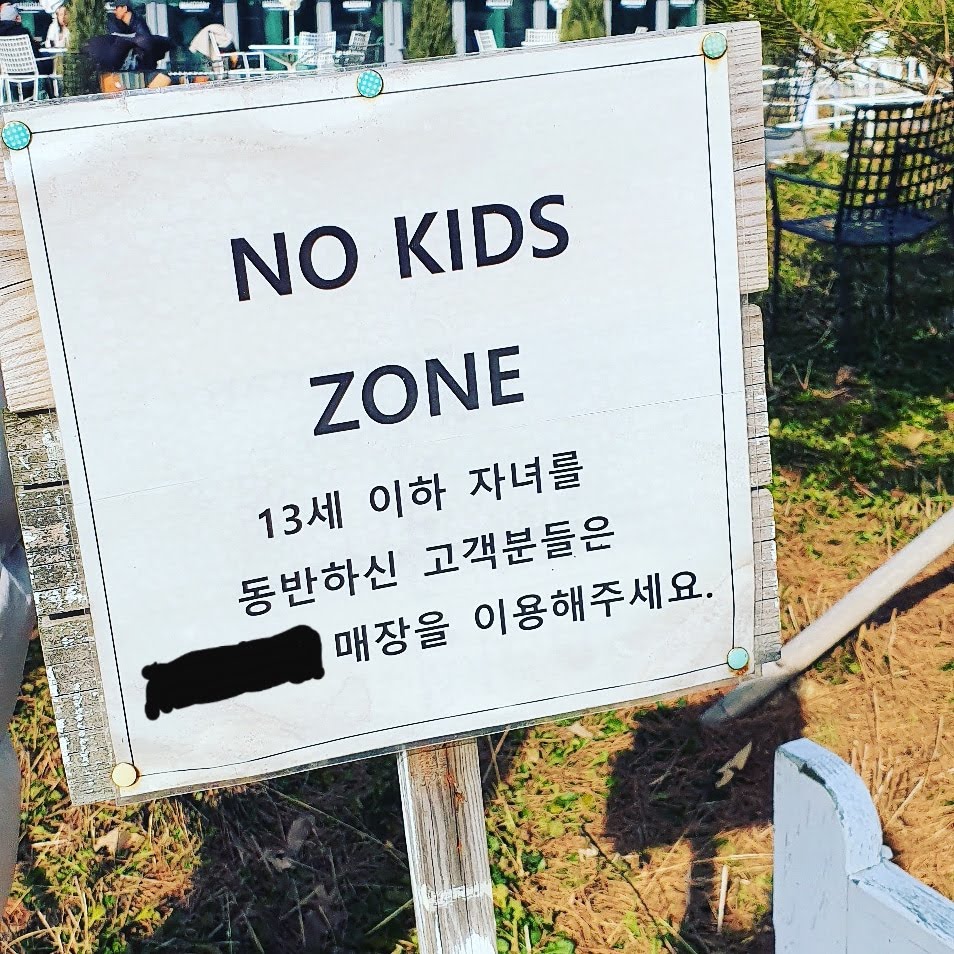 NO KIDS
ZONE
13세 이하 자녀를
동반하신 고객분들은
매장을 이용해주세요.